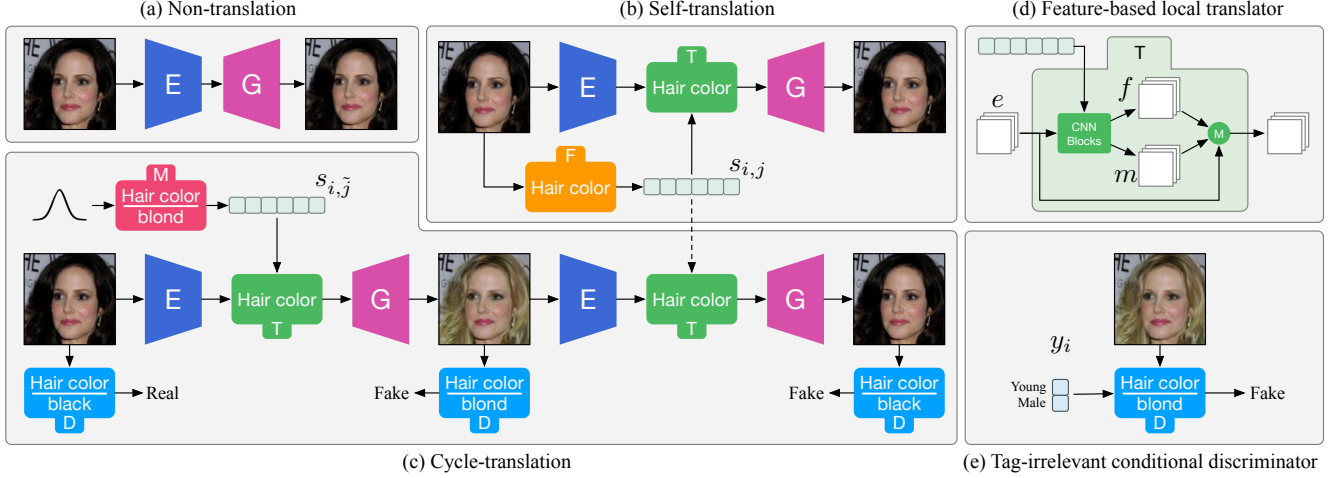 (a) Non-translation
E
G
(b) Self-translation
E
T
Hair color
G
F
Hair color
s_{i,j}
(d) Feature-based local translator
T
e
CNN
Blocks
f
m
M
M
Hair color
blond
s_{i,\tilde{j}}
E
Hair color
T
G
E
Hair color
T
G
Hair color
black
D
Real
Fake
Hair color
blond
D
Fake
Hair color
black
D
(c) Cycle-translation
y_i
Young
Male
Hair color
blond
D
Fake
(e) Tag-irrelevant conditional discriminator